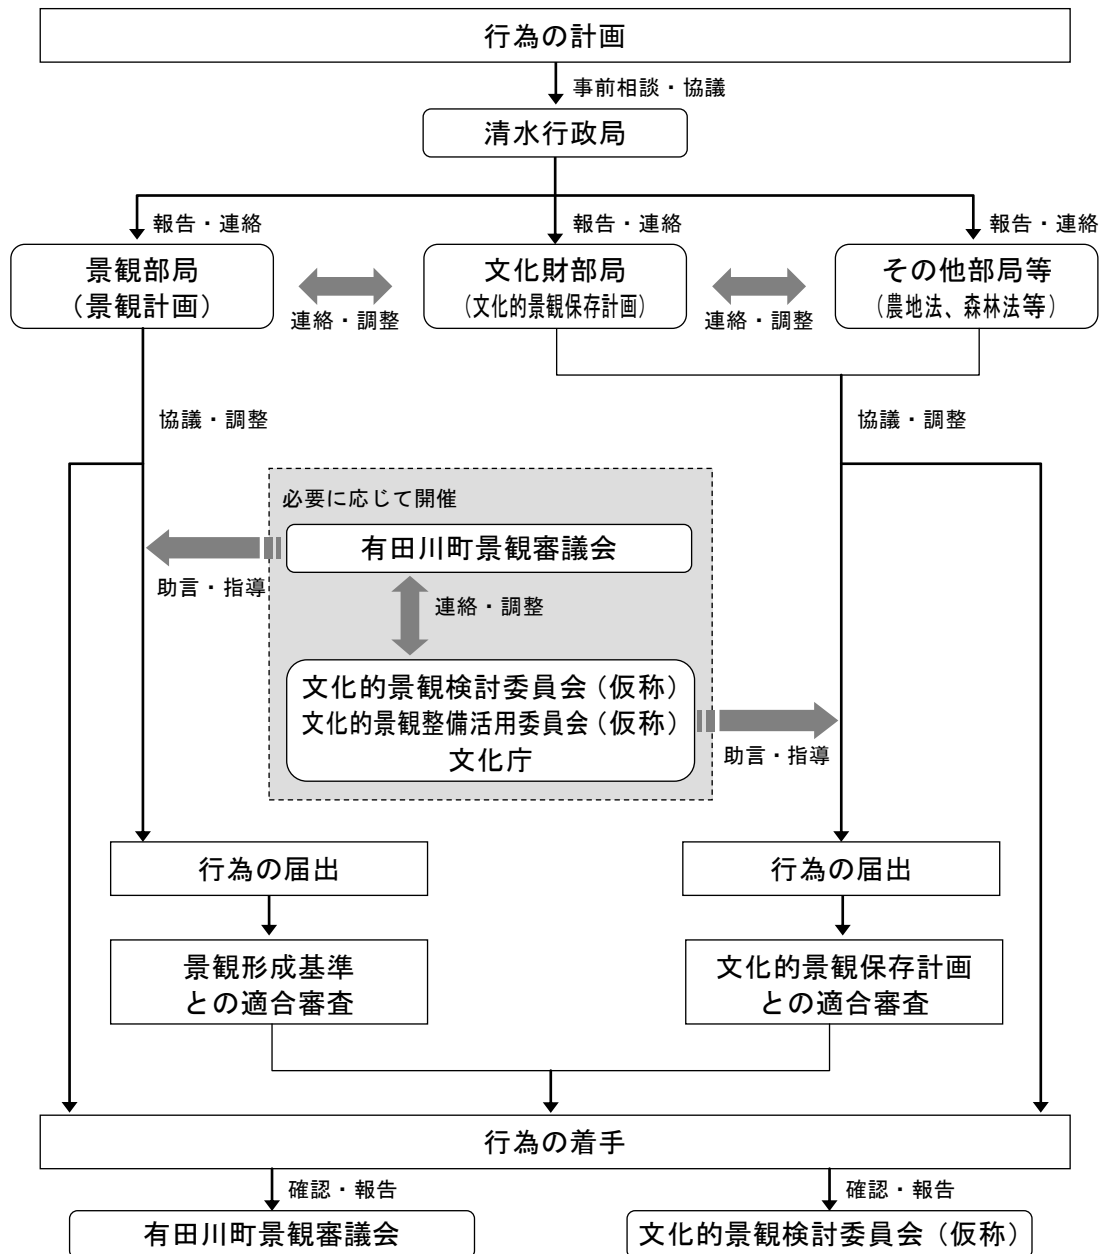 行為の計画
事前相談・協議
清水行政局
報告・連絡
報告・連絡
報告・連絡
景観部局
（景観計画）
連絡・調整
文化財部局
（文化的景観保存計画）
連絡・調整
その他部局等
（農地法、森林法等）
協議・調整
協議・調整
必要に応じて開催
有田川町景観審議会
助言・指導
連絡・調整
文化的景観検討委員会（仮称）
文化的景観整備活用委員会（仮称）
文化庁
助言・指導
行為の届出
行為の届出
景観形成基準
との適合審査
文化的景観保存計画
との適合審査
行為の着手
確認・報告
確認・報告
有田川町景観審議会
文化的景観検討委員会（仮称）